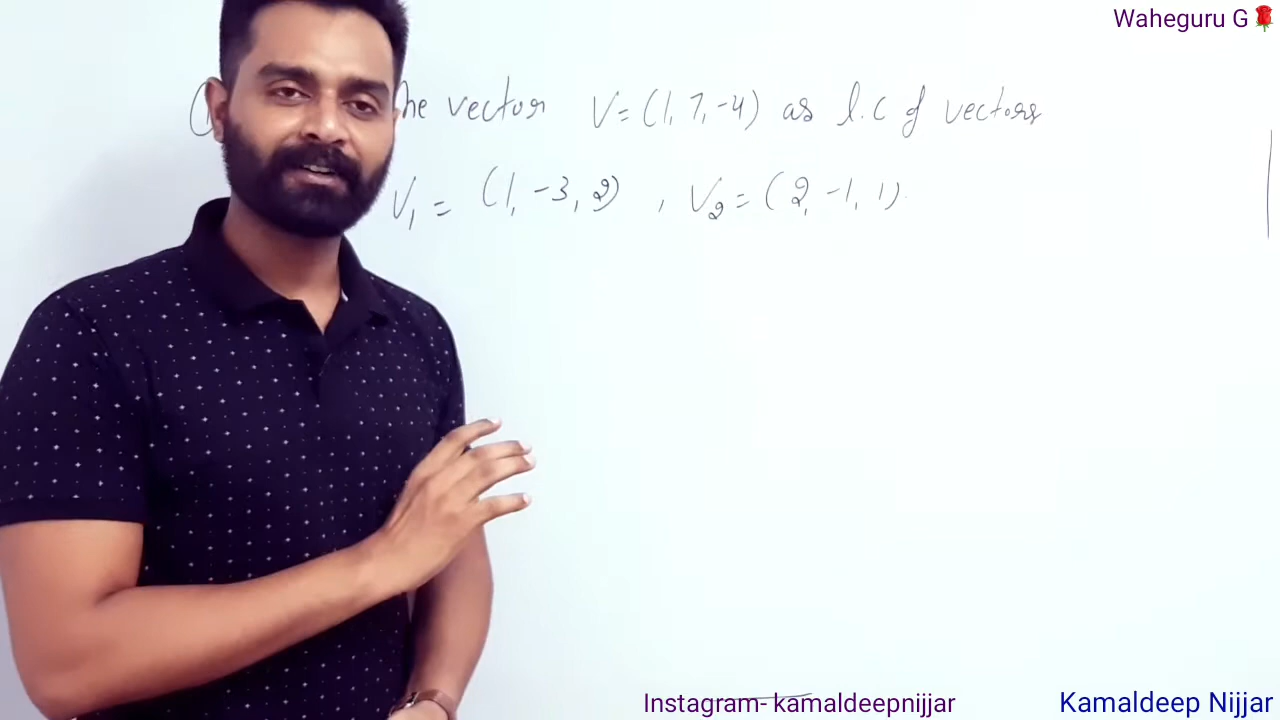 Waheguru G🌹
he vector V = (1, 7, -4) as l.c of vectors
V₁ = (1, -3, 2) , V₂ = (2, -1, 1).
Instagram- kamaldeepnijjar
Kamaldeep Nijjar